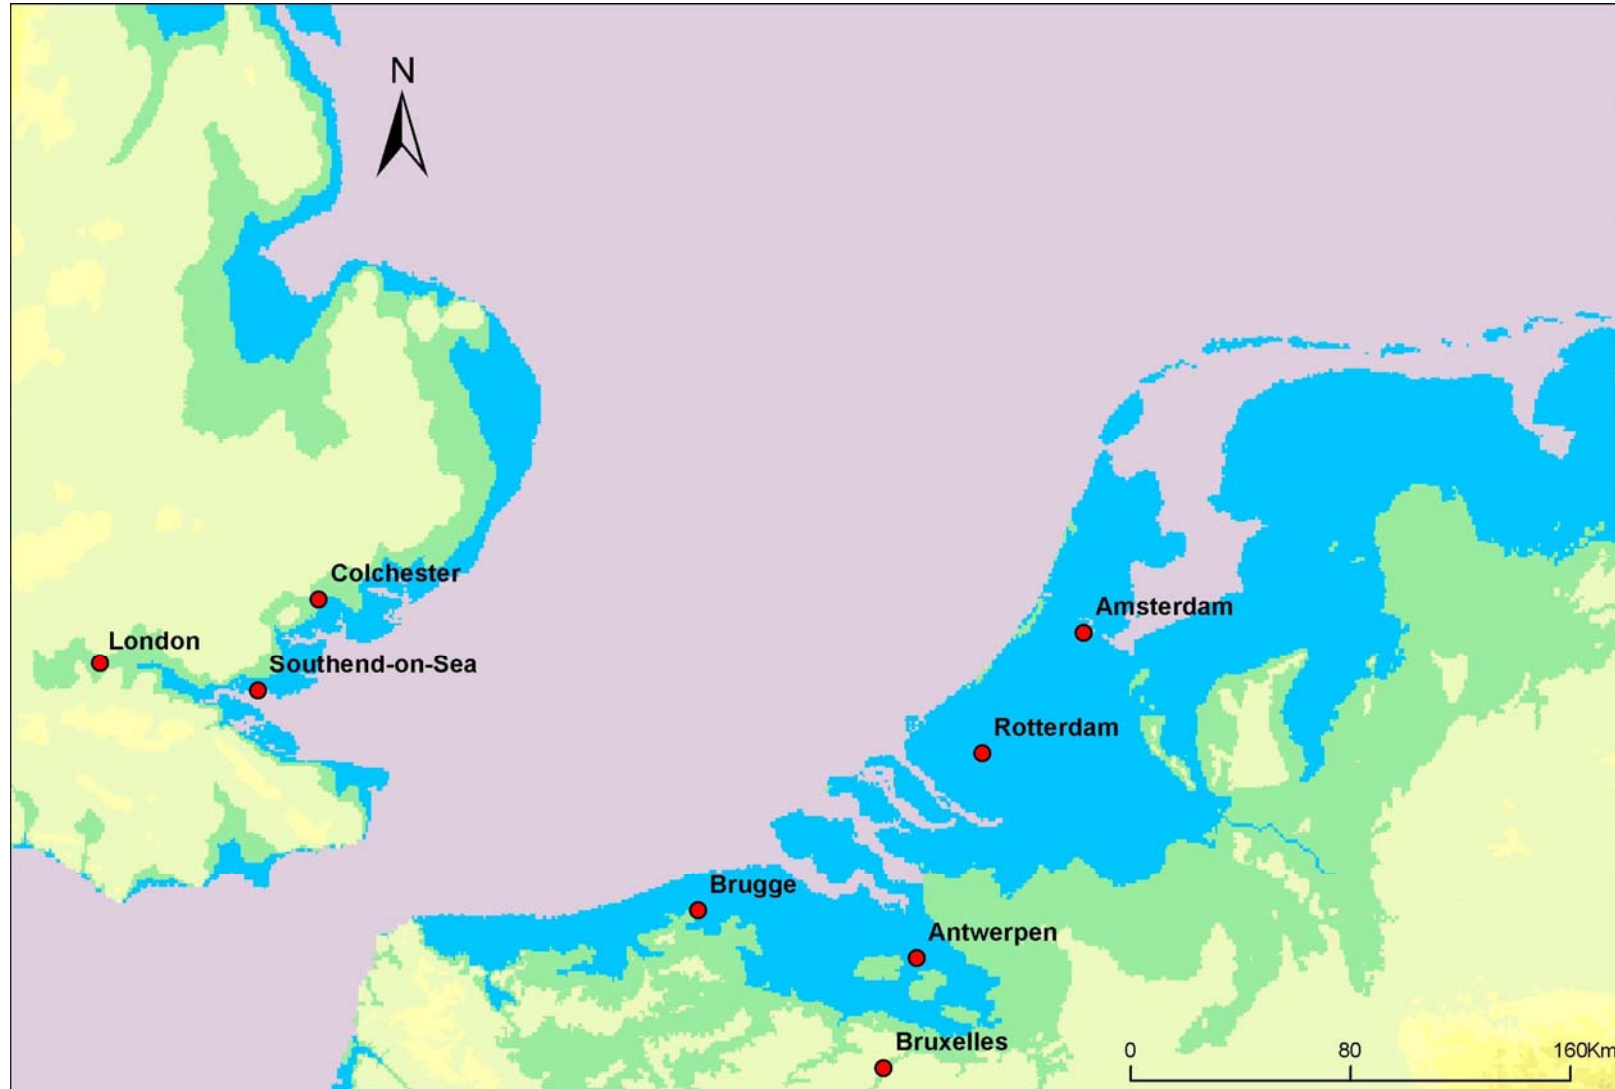 N
Colchester
Amsterdam
London
Southend-on-Sea
Rotterdam
Brugge
Antwerpen
Bruxelles
0 80 160Km